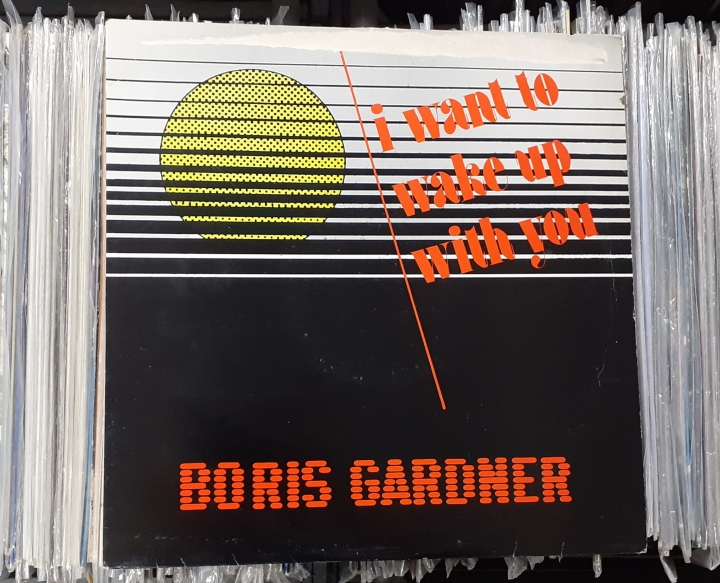 i want to
wake up
with you
BORIS GARDNER